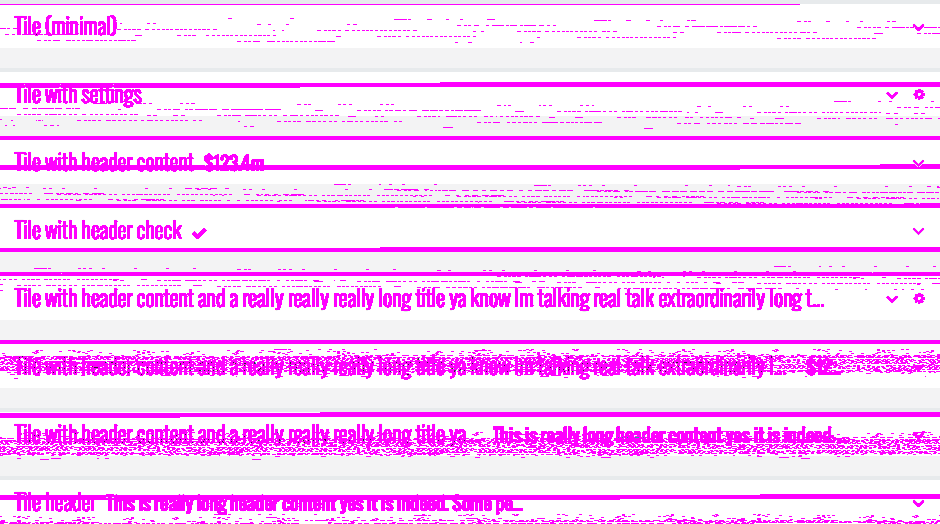 Tile (minimal)
Tile with settings
Tile with header content $123.4m
Tile with header check
Tile with header content and a really really really long title ya know Im talking real talk extraordinarily long t...
Tile with header content and a really really really long title ya know Im talking real talk extraordinarily l... $12...
Tile with header content and a really really really long title ya ... This is really long header content yes it is indeed....
Tile header This is really long header content yes it is indeed. Some pe...